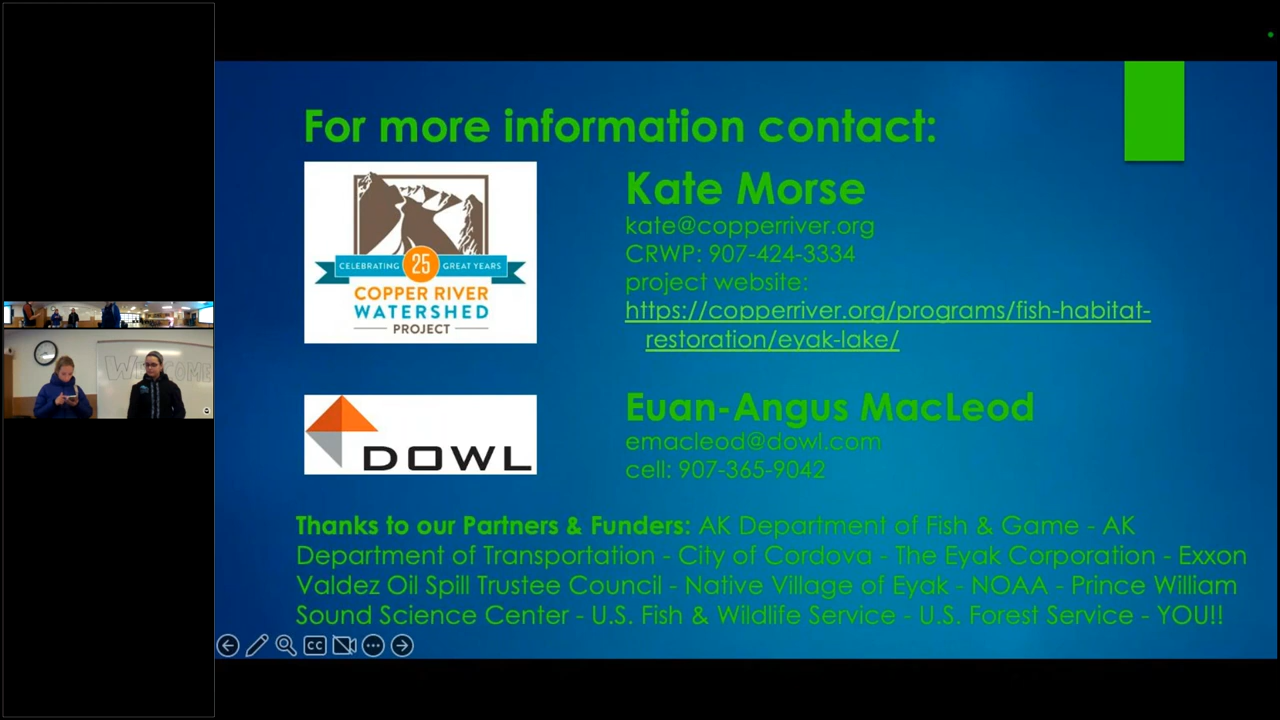 For more information contact:
CELEBRATING 25 GREAT YEARS
COPPER RIVER
WATERSHED
PROJECT
Kate Morse
kate@copperriver.org
CRWP: 907-424-3334
project website:
https://copperriver.org/programs/fish-habitat-
restoration/eyak-lake/
WELCOME
DOWL
Euan-Angus MacLeod
emacleod@dowl.com
cell: 907-365-9042
Thanks to our Partners & Funders: AK Department of Fish & Game - AK
Department of Transportation - City of Cordova - The Eyak Corporation - Exxon
Valdez Oil Spill Trustee Council - Native Village of Eyak - NOAA - Prince William
Sound Science Center - U.S. Fish & Wildlife Service - U.S. Forest Service - YOU!!
CC